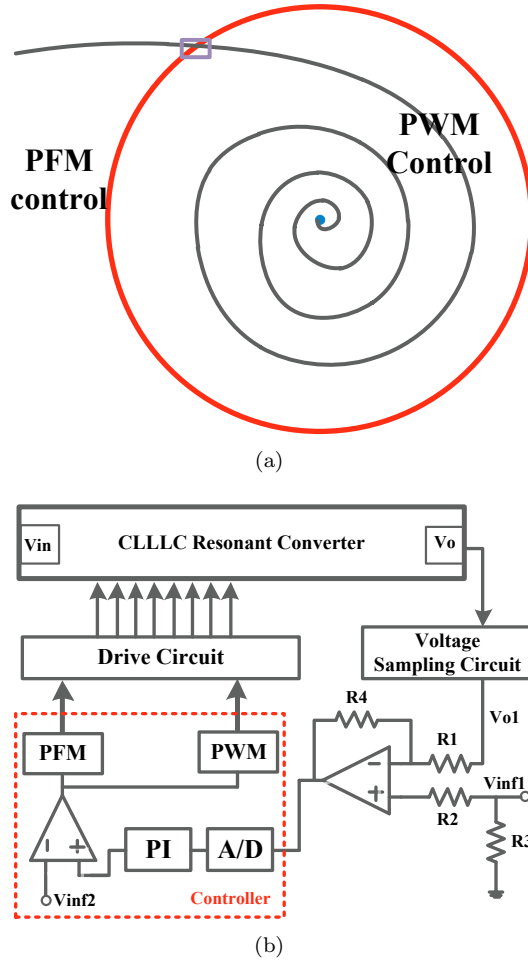 PFM
control
PWM
Control
(a)
Vin
CLLLC Resonant Converter
Vo
Drive Circuit
Voltage
Sampling Circuit
R4
Vo1
PFM
PWM
R1
Vinf1
R2
R3
PI
A/D
Vinf2
Controller
(b)